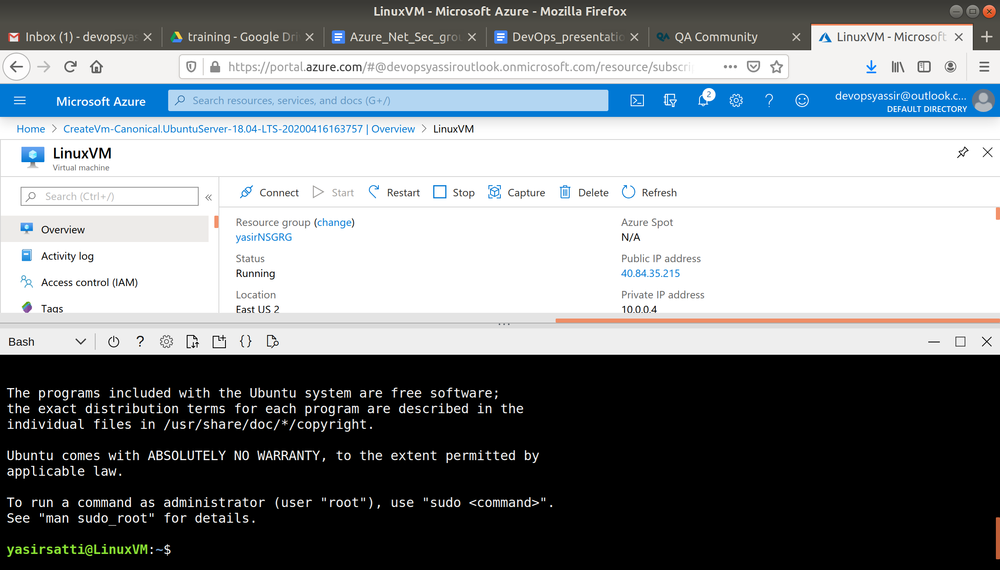 LinuxVM - Microsoft Azure - Mozilla Firefox
Inbox (1) - devopsyas
training - Google Dri
Azure_Net_Sec_grou
DevOps_presentatio
QA Community
LinuxVM - Microsoft
https://portal.azure.com/#@devopsyassiroutlook.onmicrosoft.com/resource/subscrip
Microsoft Azure
Search resources, services, and docs (G+/)
2
devopsyassir@outlook.c...
DEFAULT DIRECTORY
Home > CreateVm-Canonical.UbuntuServer-18.04-LTS-20200416163757 | Overview > LinuxVM
LinuxVM
Virtual machine
Search (Ctrl+/)
«
Connect
Start
Restart
Stop
Capture
Delete
Refresh
Overview
Activity log
Access control (IAM)
Tags
Resource group (change)
yasirNSGRG
Status
Running
Location
East US 2
Azure Spot
N/A
Public IP address
40.84.35.215
Private IP address
10.0.0.4
Bash
The programs included with the Ubuntu system are free software;
the exact distribution terms for each program are described in the
individual files in /usr/share/doc/*/copyright.
Ubuntu comes with ABSOLUTELY NO WARRANTY, to the extent permitted by
applicable law.
To run a command as administrator (user "root"), use "sudo <command>".
See "man sudo_root" for details.
yasirsatti@LinuxVM:~$